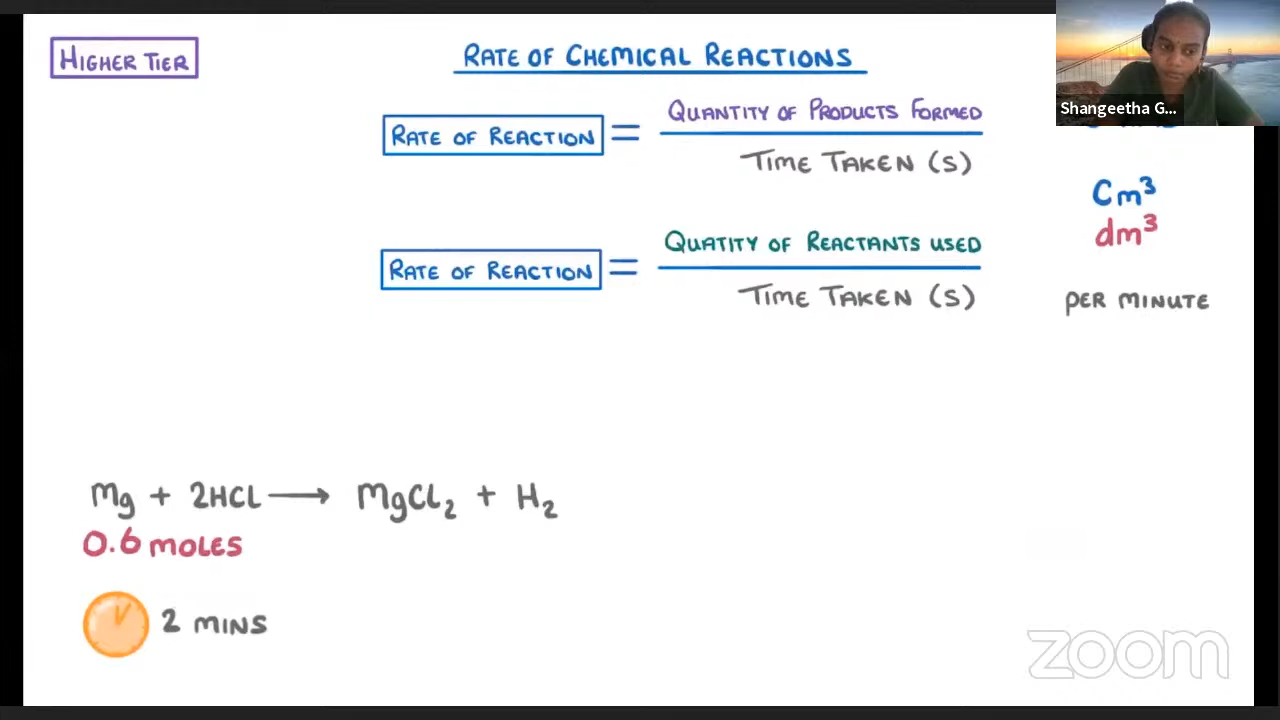 HIGHER TIER
RATE OF CHEMICAL REACTIONS
Shangeetha G...
RATE OF REACTION = QUANTITY OF PRODUCTS FORMED
TIME TAKEN (S)
Cm³
dm³
RATE OF REACTION = QUATITY OF REACTANTS USED
TIME TAKEN (S)
PER MINUTE
Mg + 2HCL → MgCL₂ + H₂
0.6 MOLES
2 MINS
zoom